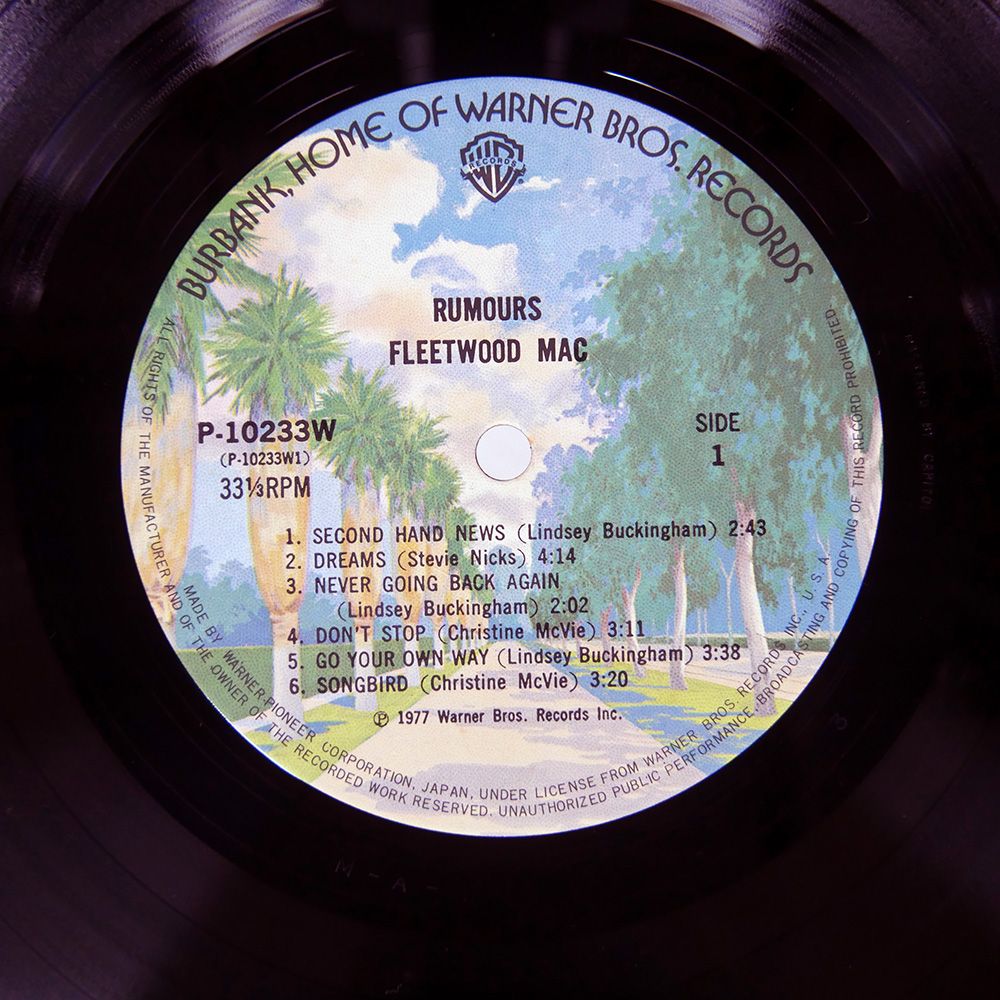 BURBANK, HOME OF WARNER BROS. RECORDS
RECORDS
RUMOURS
FLEETWOOD MAC
P-10233W
(P-10233W1)
33⅓RPM
SIDE
1
1. SECOND HAND NEWS (Lindsey Buckingham) 2:43
2. DREAMS (Stevie Nicks) 4:14
3. NEVER GOING BACK AGAIN
(Lindsey Buckingham) 2:02
4. DON'T STOP (Christine McVie) 3:11
5. GO YOUR OWN WAY (Lindsey Buckingham) 3:38
6. SONGBIRD (Christine McVie) 3:20
Ⓟ 1977 Warner Bros. Records Inc.
MADE BY WARNER-PIONEER CORPORATION, JAPAN, UNDER LICENSE FROM WARNER BROS. RECORDS INC., U.S.A.
ALL RIGHTS OF THE MANUFACTURER AND OF THE OWNER OF THE RECORDED WORK RESERVED. UNAUTHORIZED PUBLIC PERFORMANCE, BROADCASTING AND COPYING OF THIS RECORD PROHIBITED
M-A-
3